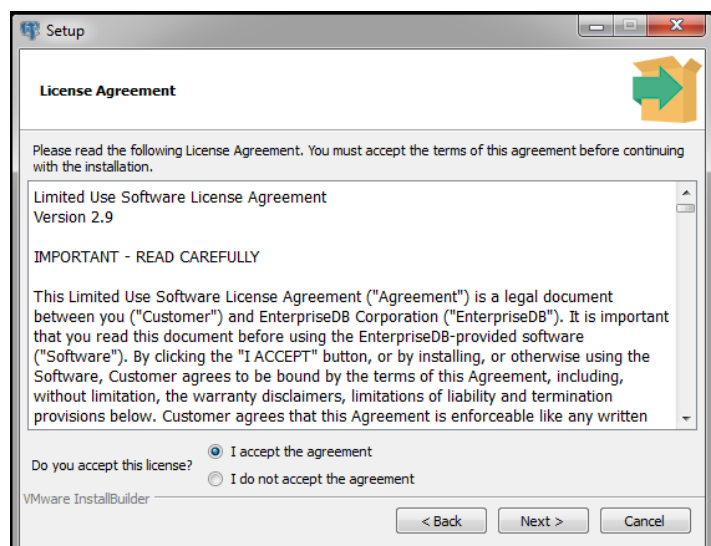 Setup
License Agreement
Please read the following License Agreement. You must accept the terms of this agreement before continuing
with the installation.
Limited Use Software License Agreement
Version 2.9
IMPORTANT - READ CAREFULLY
This Limited Use Software License Agreement ("Agreement") is a legal document
between you ("Customer") and EnterpriseDB Corporation ("EnterpriseDB"). It is important
that you read this document before using the EnterpriseDB-provided software
("Software"). By clicking the "I ACCEPT" button, or by installing, or otherwise using the
Software, Customer agrees to be bound by the terms of this Agreement, including,
without limitation, the warranty disclaimers, limitations of liability and termination
provisions below. Customer agrees that this Agreement is enforceable like any written
Do you accept this license?
I accept the agreement
I do not accept the agreement
VMware InstallBuilder
< Back Next > Cancel